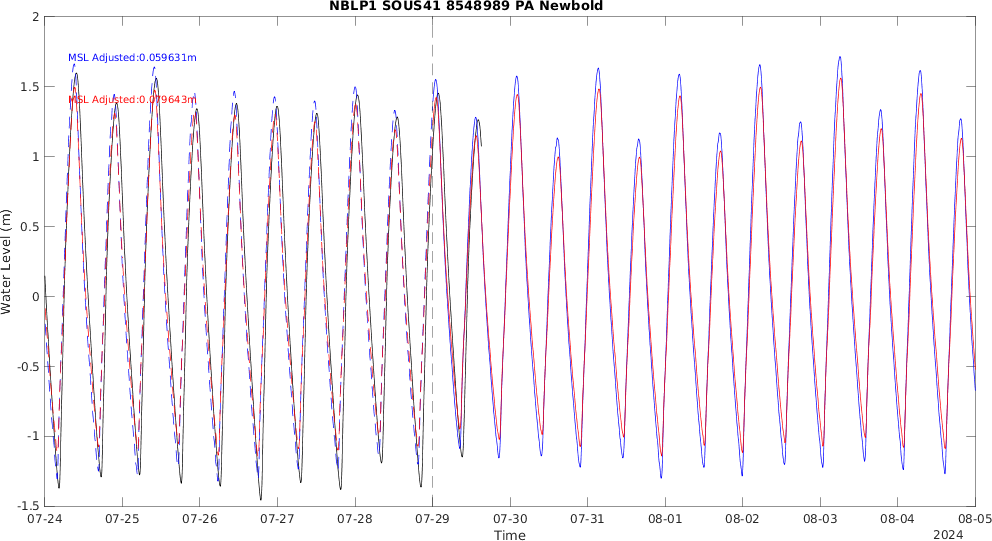 NBLP1 SOUS41 8548989 PA Newbold
2
1.5
1
0.5
0
-0.5
-1
-1.5
Water Level (m)
MSL Adjusted:0.059631m
MSL Adjusted:0.079643m
07-24 07-25 07-26 07-27 07-28 07-29 07-30 07-31 08-01 08-02 08-03 08-04 08-05
Time
2024